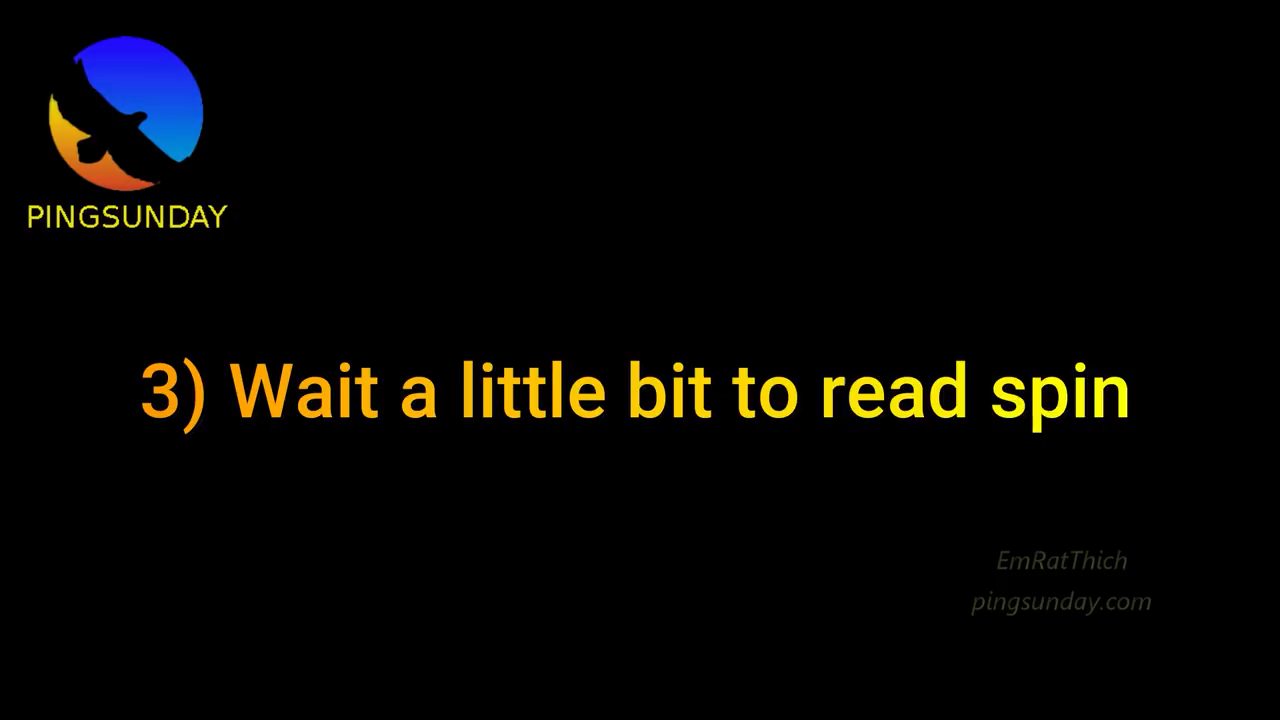 PINGSUNDAY
3) Wait a little bit to read spin
EmRatThich
pingsunday.com